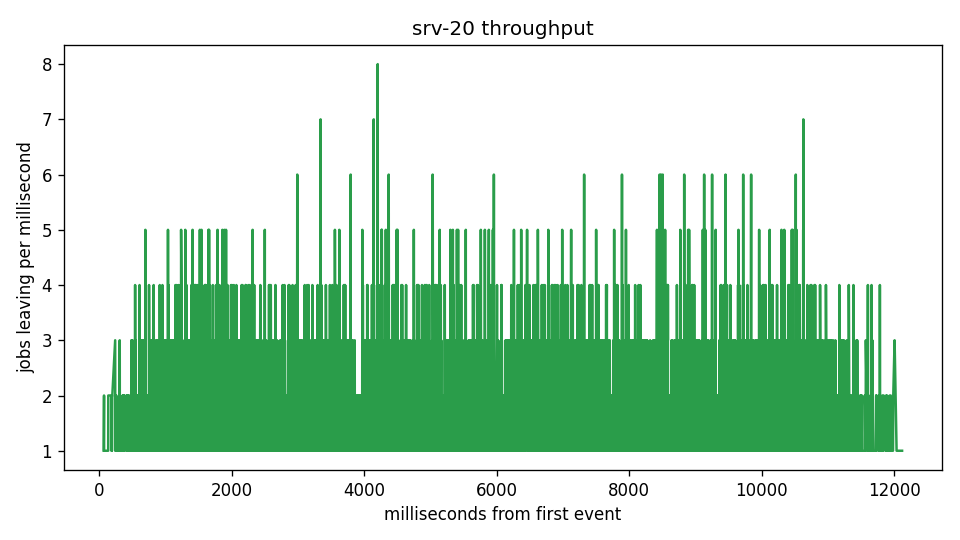 srv-20 throughput
8
7
6
5
4
3
2
1
jobs leaving per millisecond
0 2000 4000 6000 8000 10000 12000
milliseconds from first event